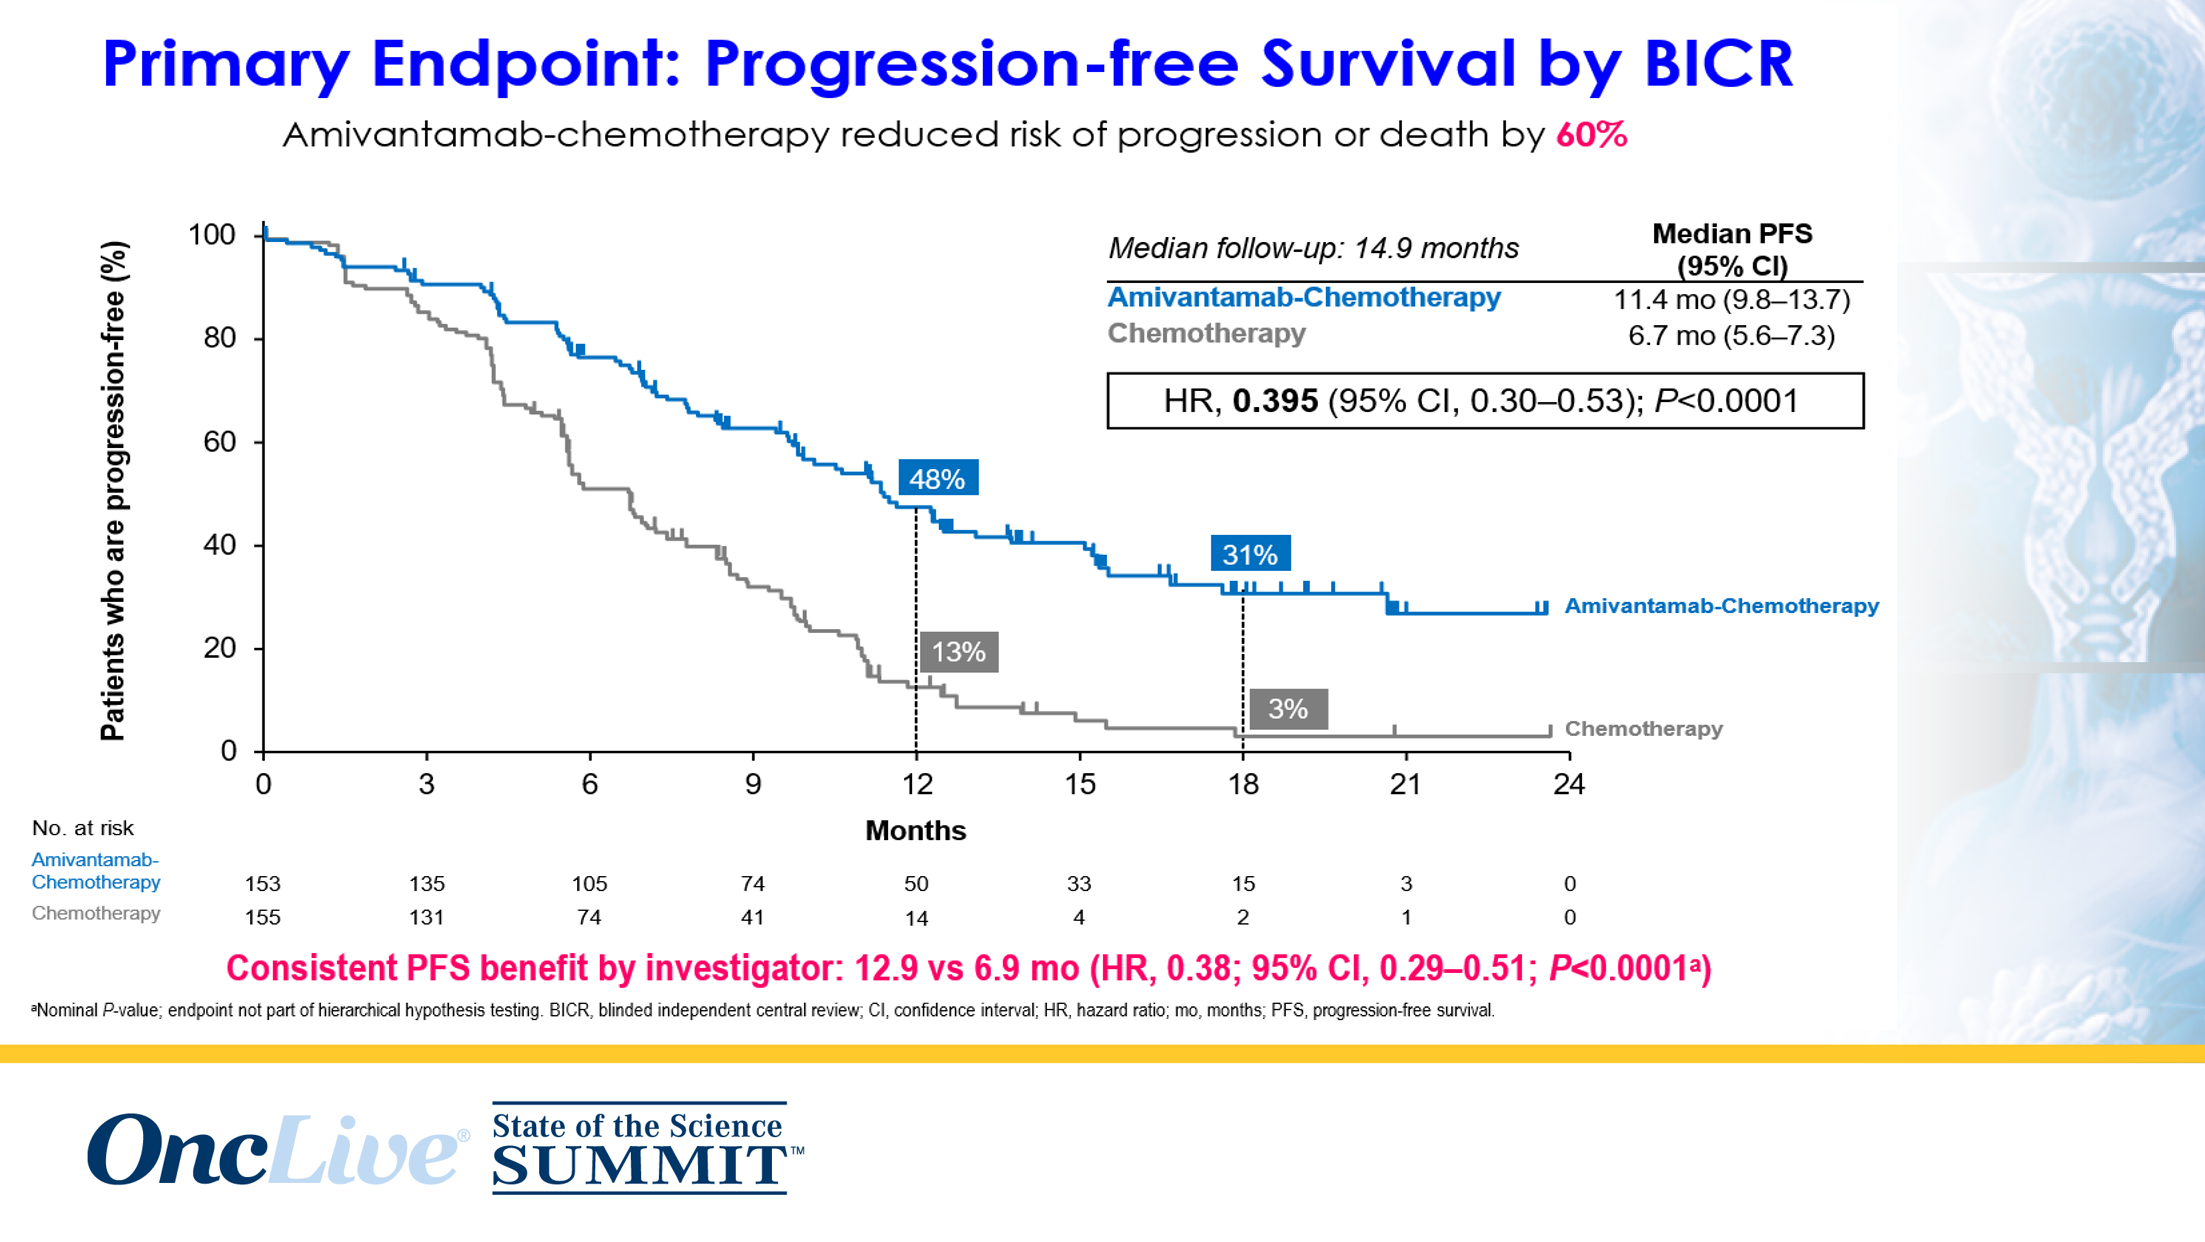 Primary Endpoint: Progression-free Survival by BICR
Amivantamab-chemotherapy reduced risk of progression or death by 60%
Patients who are progression-free (%)
100
80
60
40
20
0
Median follow-up: 14.9 months
Median PFS
(95% CI)
Amivantamab-Chemotherapy 11.4 mo (9.8–13.7)
Chemotherapy 6.7 mo (5.6–7.3)
HR, 0.395 (95% CI, 0.30–0.53); P<0.0001
48%
31%
Amivantamab-Chemotherapy
13%
3%
Chemotherapy
0 3 6 9 12 15 18 21 24
No. at risk
Months
Amivantamab-
Chemotherapy 153 135 105 74 50 33 15 3 0
Chemotherapy 155 131 74 41 14 4 2 1 0
Consistent PFS benefit by investigator: 12.9 vs 6.9 mo (HR, 0.38; 95% CI, 0.29–0.51; P<0.0001ª)
ªNominal P-value; endpoint not part of hierarchical hypothesis testing. BICR, blinded independent central review; CI, confidence interval; HR, hazard ratio; mo, months; PFS, progression-free survival.
OncLive®
State of the Science
SUMMIT™